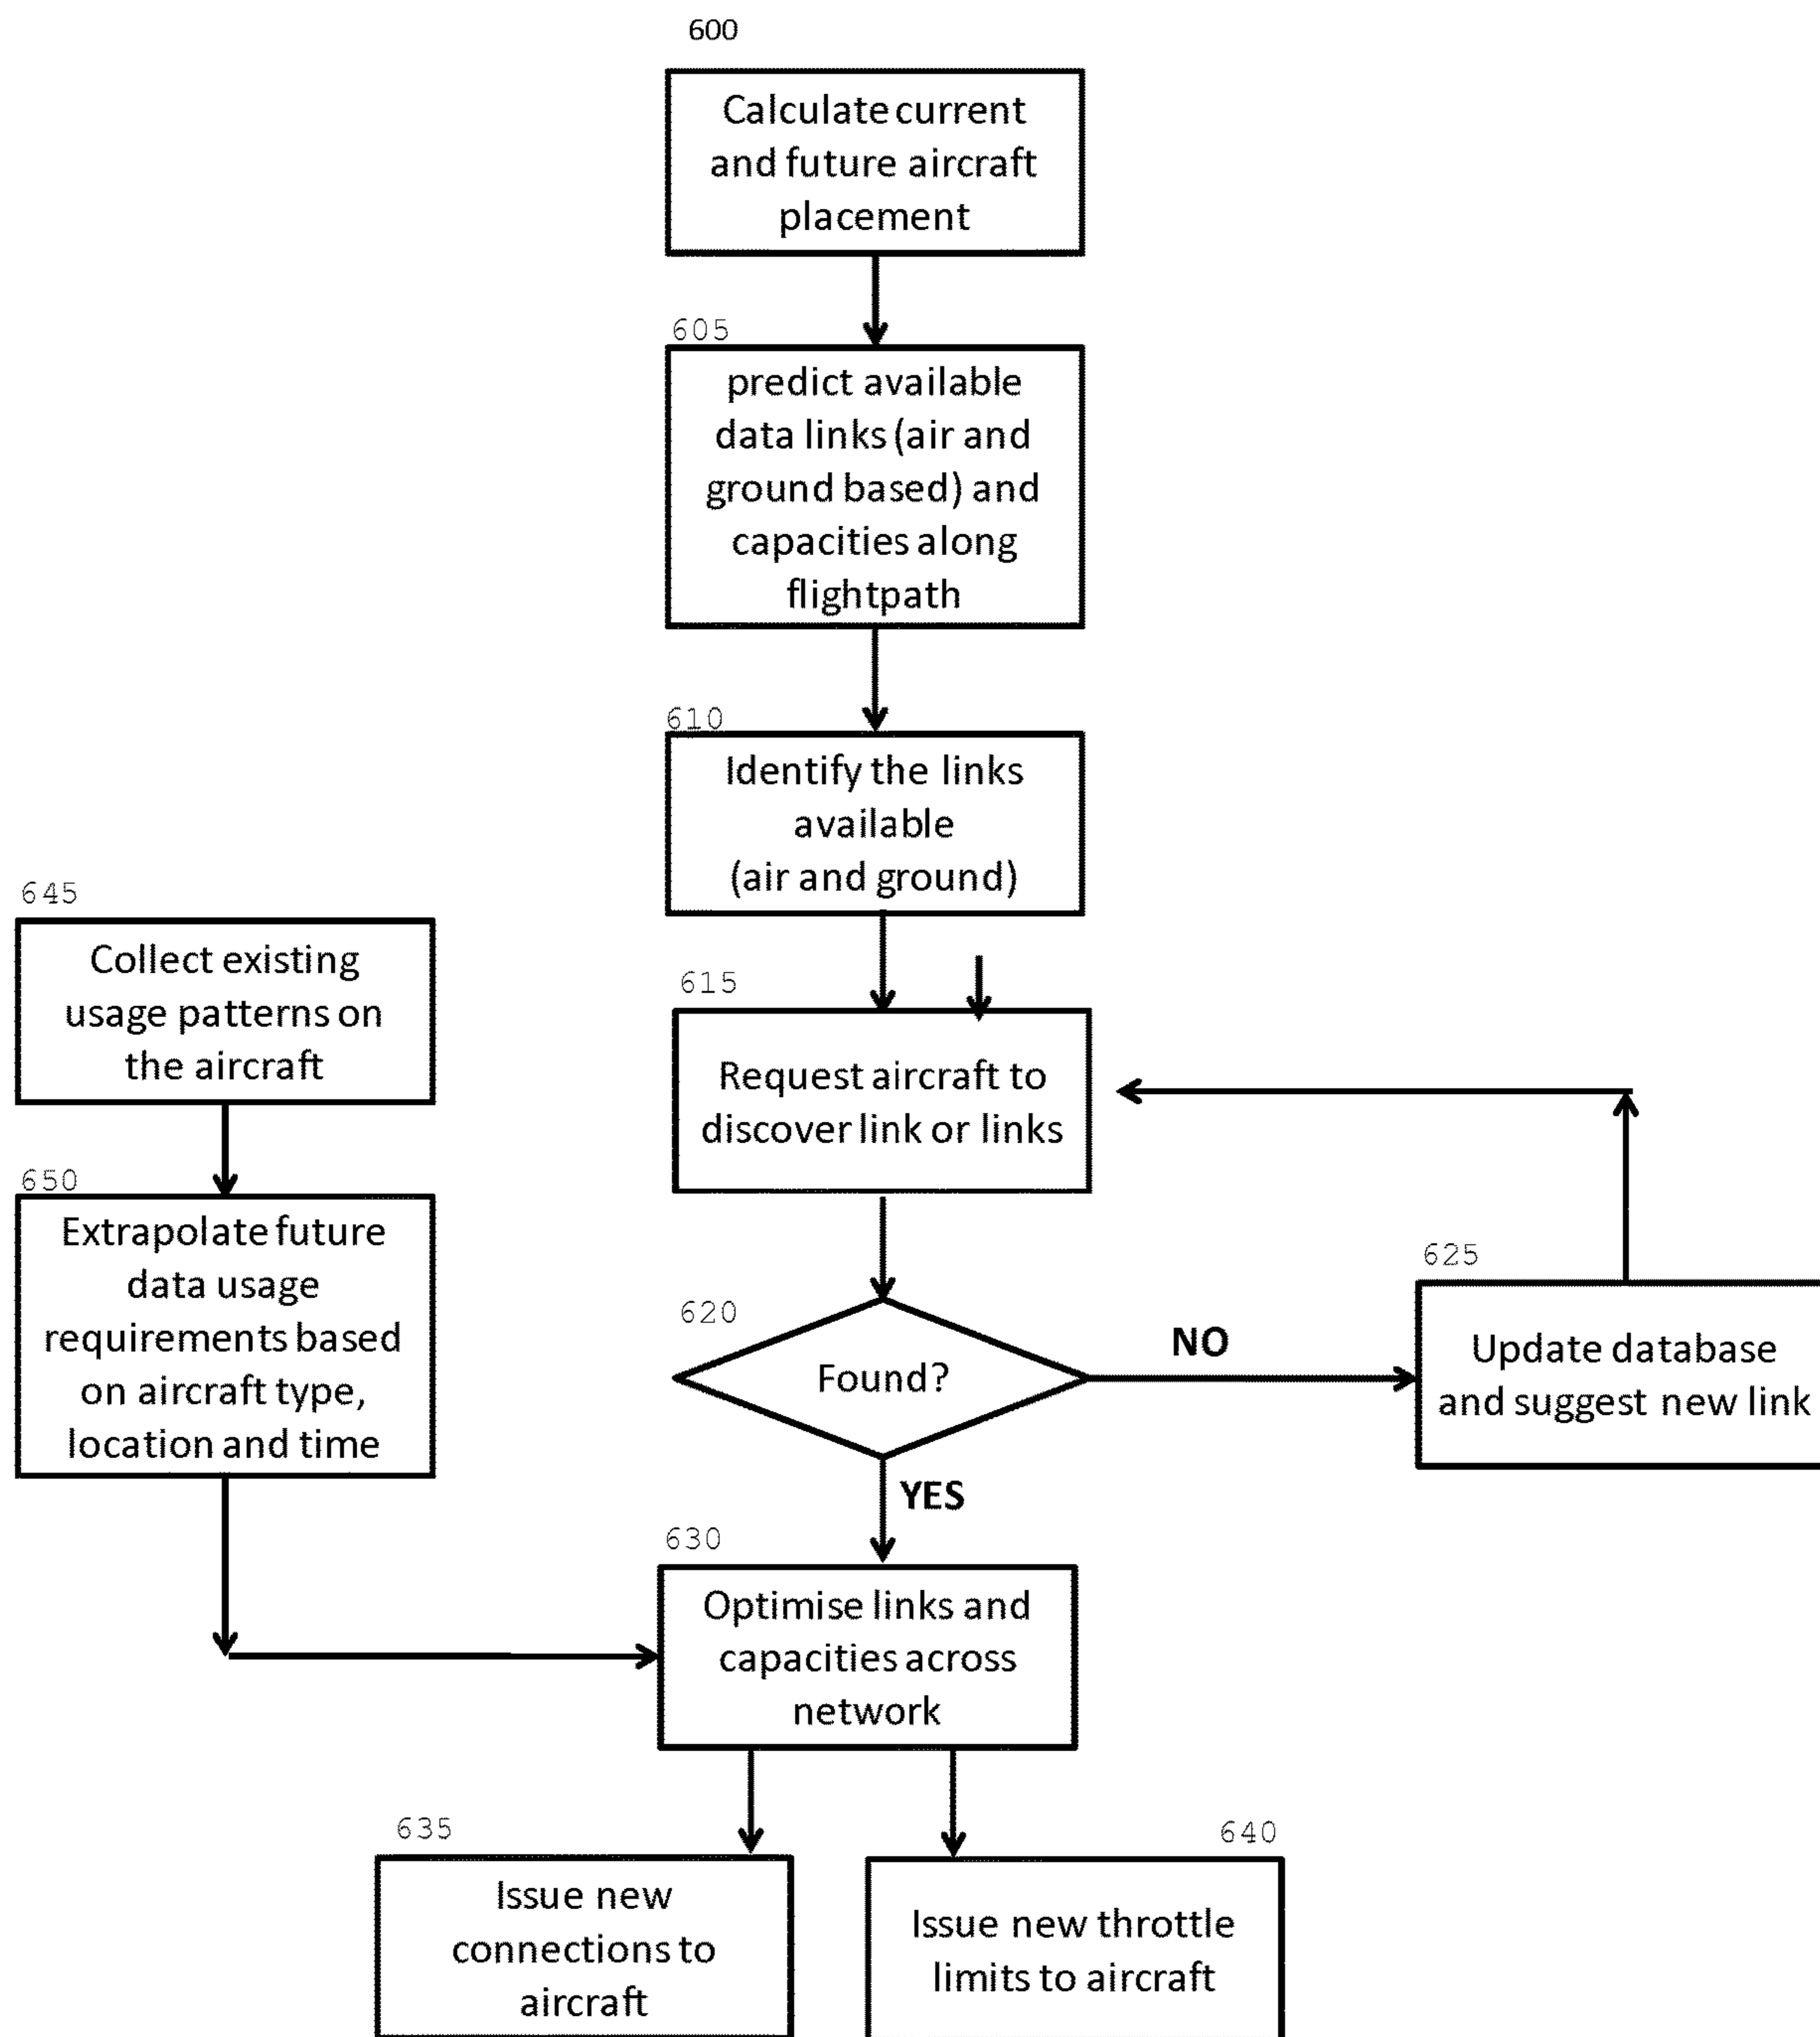 600
Calculate current
and future aircraft
placement
605
predict available
data links (air and
ground based) and
capacities along
flightpath
610
Identify the links
available
(air and ground)
645
Collect existing
usage patterns on
the aircraft
615
Request aircraft to
discover link or links
650
Extrapolate future
data usage
requirements based
on aircraft type,
location and time
620
Found?
NO
625
Update database
and suggest new link
YES
630
Optimise links and
capacities across
network
635
Issue new
connections to
aircraft
640
Issue new throttle
limits to aircraft